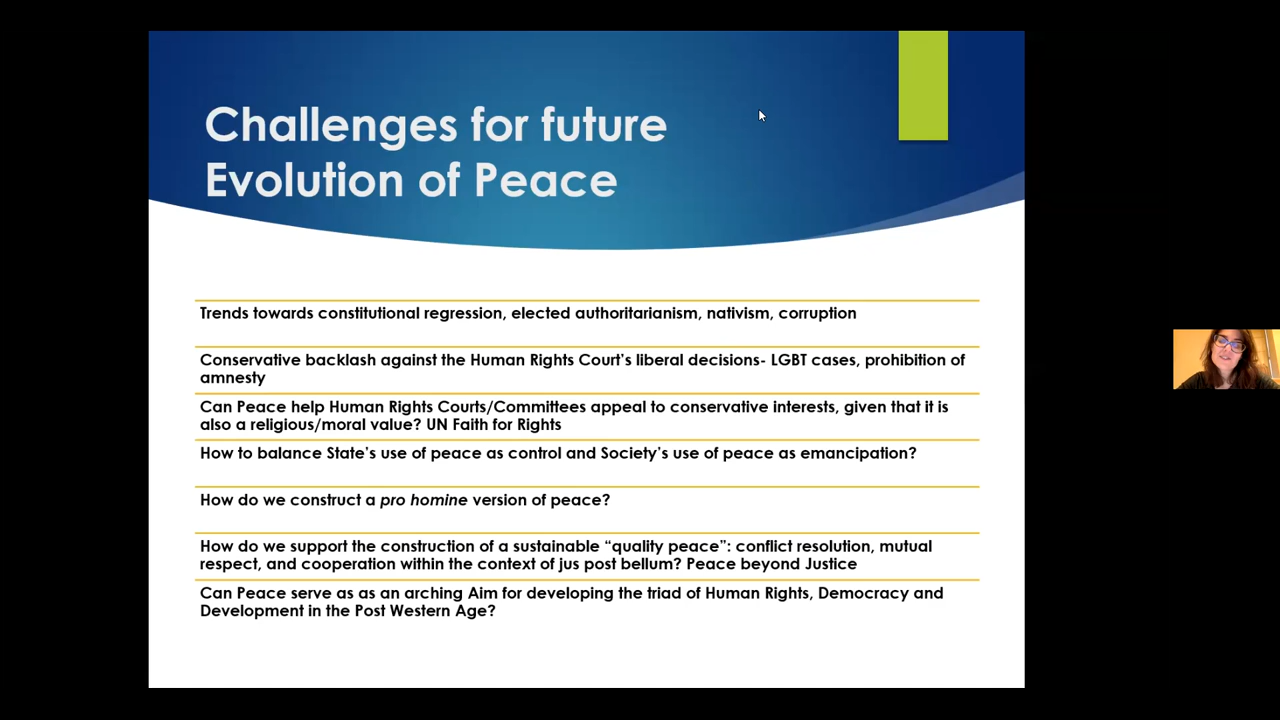 Challenges for future
Evolution of Peace
Trends towards constitutional regression, elected authoritarianism, nativism, corruption
Conservative backlash against the Human Rights Court's liberal decisions- LGBT cases, prohibition of
amnesty
Can Peace help Human Rights Courts/Committees appeal to conservative interests, given that it is
also a religious/moral value? UN Faith for Rights
How to balance State's use of peace as control and Society's use of peace as emancipation?
How do we construct a pro homine version of peace?
How do we support the construction of a sustainable “quality peace”: conflict resolution, mutual
respect, and cooperation within the context of jus post bellum? Peace beyond Justice
Can Peace serve as as an arching Aim for developing the triad of Human Rights, Democracy and
Development in the Post Western Age?